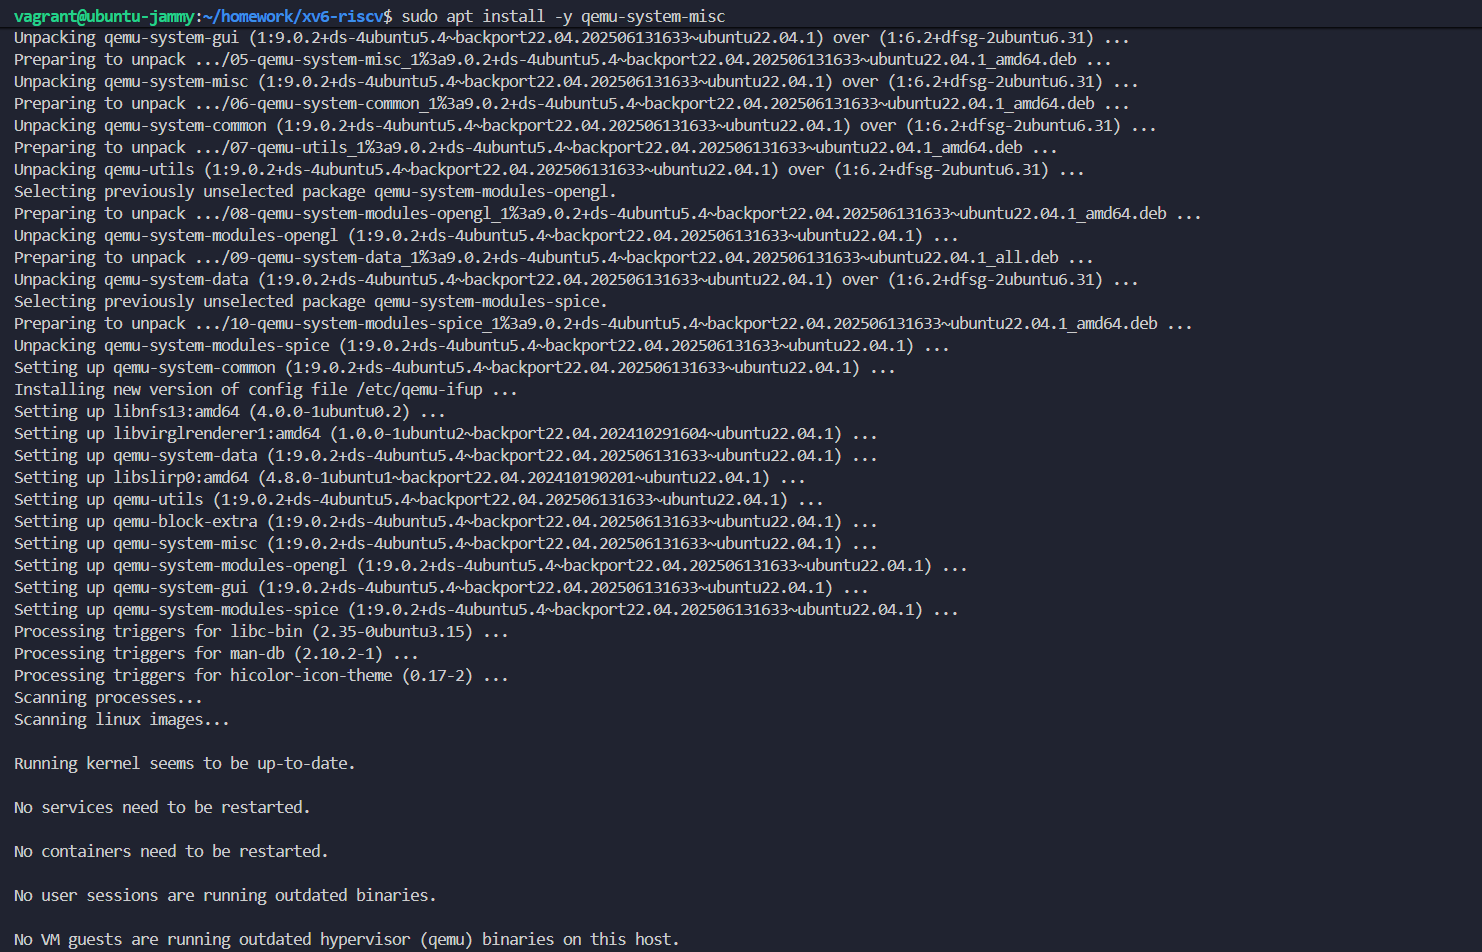 vagrant@ubuntu-jammy:~/homework/xv6-riscv$ sudo apt install -y qemu-system-misc
Unpacking qemu-system-gui (1:9.0.2+ds-4ubuntu5.4~backport22.04.202506131633~ubuntu22.04.1) over (1:6.2+dfsg-2ubuntu6.31) ...
Preparing to unpack .../05-qemu-system-misc_1%3a9.0.2+ds-4ubuntu5.4~backport22.04.202506131633~ubuntu22.04.1_amd64.deb ...
Unpacking qemu-system-misc (1:9.0.2+ds-4ubuntu5.4~backport22.04.202506131633~ubuntu22.04.1) over (1:6.2+dfsg-2ubuntu6.31) ...
Preparing to unpack .../06-qemu-system-common_1%3a9.0.2+ds-4ubuntu5.4~backport22.04.202506131633~ubuntu22.04.1_amd64.deb ...
Unpacking qemu-system-common (1:9.0.2+ds-4ubuntu5.4~backport22.04.202506131633~ubuntu22.04.1) over (1:6.2+dfsg-2ubuntu6.31) ...
Preparing to unpack .../07-qemu-utils_1%3a9.0.2+ds-4ubuntu5.4~backport22.04.202506131633~ubuntu22.04.1_amd64.deb ...
Unpacking qemu-utils (1:9.0.2+ds-4ubuntu5.4~backport22.04.202506131633~ubuntu22.04.1) over (1:6.2+dfsg-2ubuntu6.31) ...
Selecting previously unselected package qemu-system-modules-opengl.
Preparing to unpack .../08-qemu-system-modules-opengl_1%3a9.0.2+ds-4ubuntu5.4~backport22.04.202506131633~ubuntu22.04.1_amd64.deb ...
Unpacking qemu-system-modules-opengl (1:9.0.2+ds-4ubuntu5.4~backport22.04.202506131633~ubuntu22.04.1) ...
Preparing to unpack .../09-qemu-system-data_1%3a9.0.2+ds-4ubuntu5.4~backport22.04.202506131633~ubuntu22.04.1_all.deb ...
Unpacking qemu-system-data (1:9.0.2+ds-4ubuntu5.4~backport22.04.202506131633~ubuntu22.04.1) over (1:6.2+dfsg-2ubuntu6.31) ...
Selecting previously unselected package qemu-system-modules-spice.
Preparing to unpack .../10-qemu-system-modules-spice_1%3a9.0.2+ds-4ubuntu5.4~backport22.04.202506131633~ubuntu22.04.1_amd64.deb ...
Unpacking qemu-system-modules-spice (1:9.0.2+ds-4ubuntu5.4~backport22.04.202506131633~ubuntu22.04.1) ...
Setting up qemu-system-common (1:9.0.2+ds-4ubuntu5.4~backport22.04.202506131633~ubuntu22.04.1) ...
Installing new version of config file /etc/qemu-ifup ...
Setting up libnfs13:amd64 (4.0.0-1ubuntu0.2) ...
Setting up libvirglrenderer1:amd64 (1.0.0-1ubuntu2~backport22.04.202410291604~ubuntu22.04.1) ...
Setting up qemu-system-data (1:9.0.2+ds-4ubuntu5.4~backport22.04.202506131633~ubuntu22.04.1) ...
Setting up libslirp0:amd64 (4.8.0-1ubuntu1~backport22.04.202410190201~ubuntu22.04.1) ...
Setting up qemu-utils (1:9.0.2+ds-4ubuntu5.4~backport22.04.202506131633~ubuntu22.04.1) ...
Setting up qemu-block-extra (1:9.0.2+ds-4ubuntu5.4~backport22.04.202506131633~ubuntu22.04.1) ...
Setting up qemu-system-misc (1:9.0.2+ds-4ubuntu5.4~backport22.04.202506131633~ubuntu22.04.1) ...
Setting up qemu-system-modules-opengl (1:9.0.2+ds-4ubuntu5.4~backport22.04.202506131633~ubuntu22.04.1) ...
Setting up qemu-system-gui (1:9.0.2+ds-4ubuntu5.4~backport22.04.202506131633~ubuntu22.04.1) ...
Setting up qemu-system-modules-spice (1:9.0.2+ds-4ubuntu5.4~backport22.04.202506131633~ubuntu22.04.1) ...
Processing triggers for libc-bin (2.35-0ubuntu3.15) ...
Processing triggers for man-db (2.10.2-1) ...
Processing triggers for hicolor-icon-theme (0.17-2) ...
Scanning processes...
Scanning linux images...
Running kernel seems to be up-to-date.
No services need to be restarted.
No containers need to be restarted.
No user sessions are running outdated binaries.
No VM guests are running outdated hypervisor (qemu) binaries on this host.